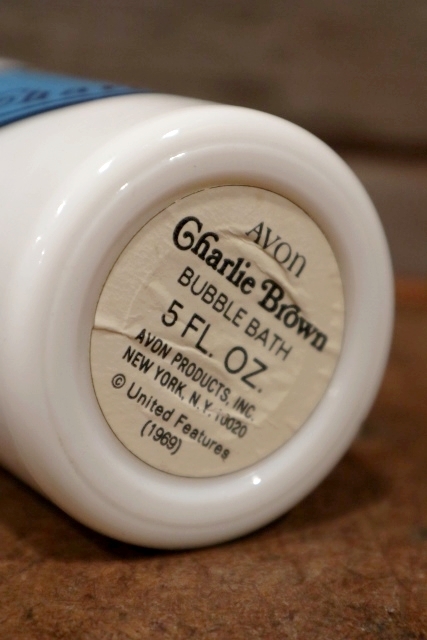 Avon
Charlie Brown
BUBBLE BATH
5 FL. OZ.
AVON PRODUCTS, INC.
NEW YORK, N.Y. 10020
© United Features
(1969)